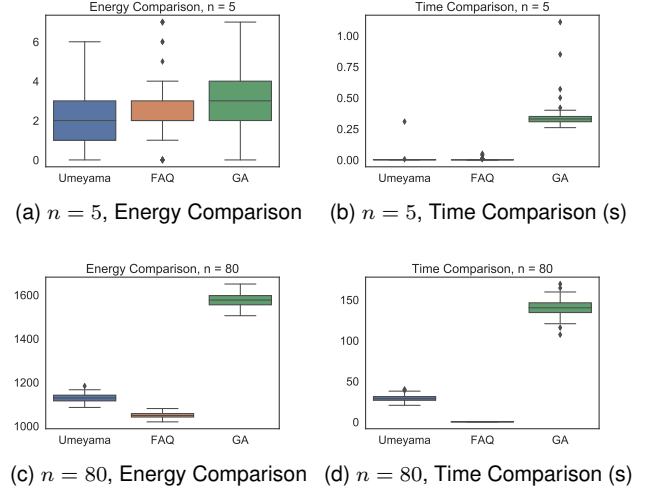 Energy Comparison, n = 5
6
4
2
0
Umeyama FAQ GA
(a) n = 5, Energy Comparison
Time Comparison, n = 5
1.00
0.75
0.50
0.25
0.00
Umeyama FAQ GA
(b) n = 5, Time Comparison (s)
Energy Comparison, n = 80
1600
1400
1200
1000
Umeyama FAQ GA
(c) n = 80, Energy Comparison
Time Comparison, n = 80
150
100
50
0
Umeyama FAQ GA
(d) n = 80, Time Comparison (s)